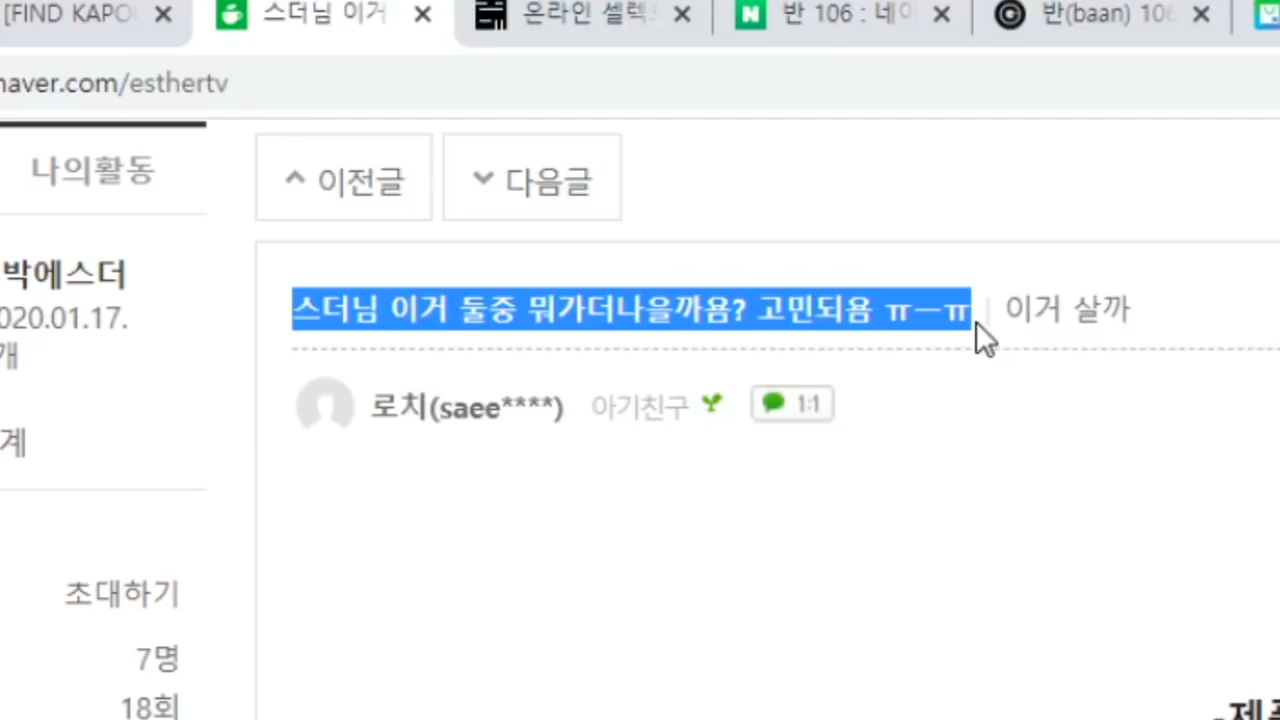 [FIND KAPO
스더님 이거
온라인 셀렉
반 106 : 네
반(baan) 106
naver.com/esthertv
나의활동
이전글
다음글
박에스더
2020.01.17.
개
계
초대하기
7명
18회
스더님 이거 둘중 뭐가더나을까욤? 고민되욤 ㅠㅡㅠ
이거 살까
로치(saee****)
아기친구
1:1